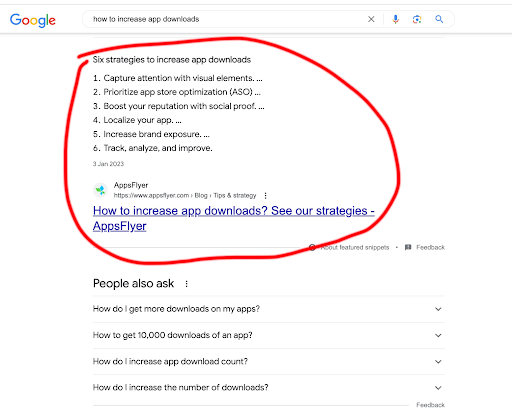 Google how to increase app downloads
Six strategies to increase app downloads
1. Capture attention with visual elements. ...
2. Prioritize app store optimization (ASO) ...
3. Boost your reputation with social proof. ...
4. Localize your app. ...
5. Increase brand exposure. ...
6. Track, analyze, and improve.
3 Jan 2023
AppsFlyer
https://www.appsflyer.com › Blog › Tips & strategy
How to increase app downloads? See our strategies -
AppsFlyer
About featured snippets • Feedback
People also ask
How do I get more downloads on my apps?
How to get 10,000 downloads of an app?
How do I increase app download count?
How do I increase the number of downloads?
Feedback